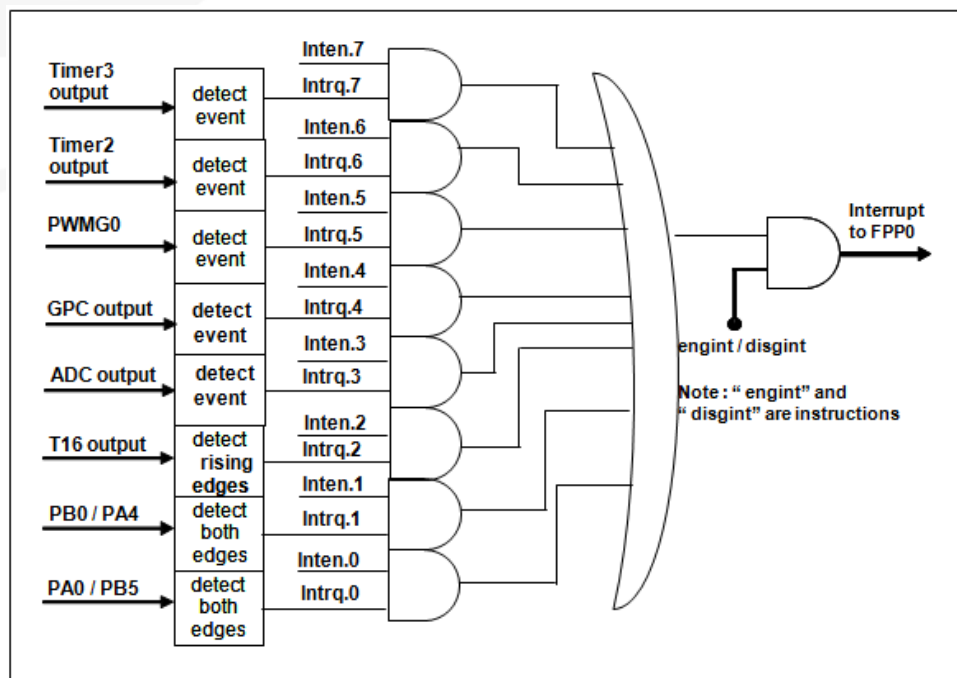 Timer3 output
detect event
Inten.7
Intrq.7
Timer2 output
detect event
Inten.6
Intrq.6
PWMG0
detect event
Inten.5
Intrq.5
GPC output
detect event
Inten.4
Intrq.4
ADC output
detect event
Inten.3
Intrq.3
T16 output
detect rising edges
Inten.2
Intrq.2
PB0 / PA4
detect both edges
Inten.1
Intrq.1
PA0 / PB5
detect both edges
Inten.0
Intrq.0
Interrupt to FPP0
engint / disgint
Note : “ engint” and
“ disgint” are instructions